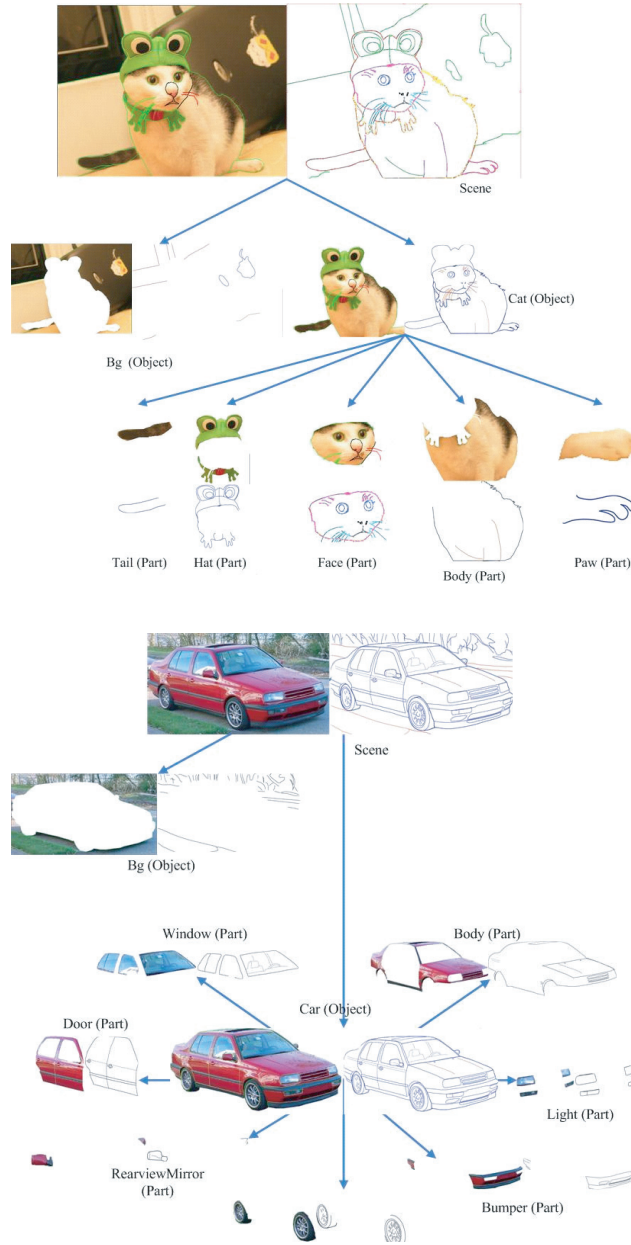 Scene
Cat (Object)
Bg (Object)
Tail (Part)
Hat (Part)
Face (Part)
Body (Part)
Paw (Part)
Scene
Bg (Object)
Window (Part)
Body (Part)
Car (Object)
Door (Part)
Light (Part)
RearviewMirror
(Part)
Bumper (Part)